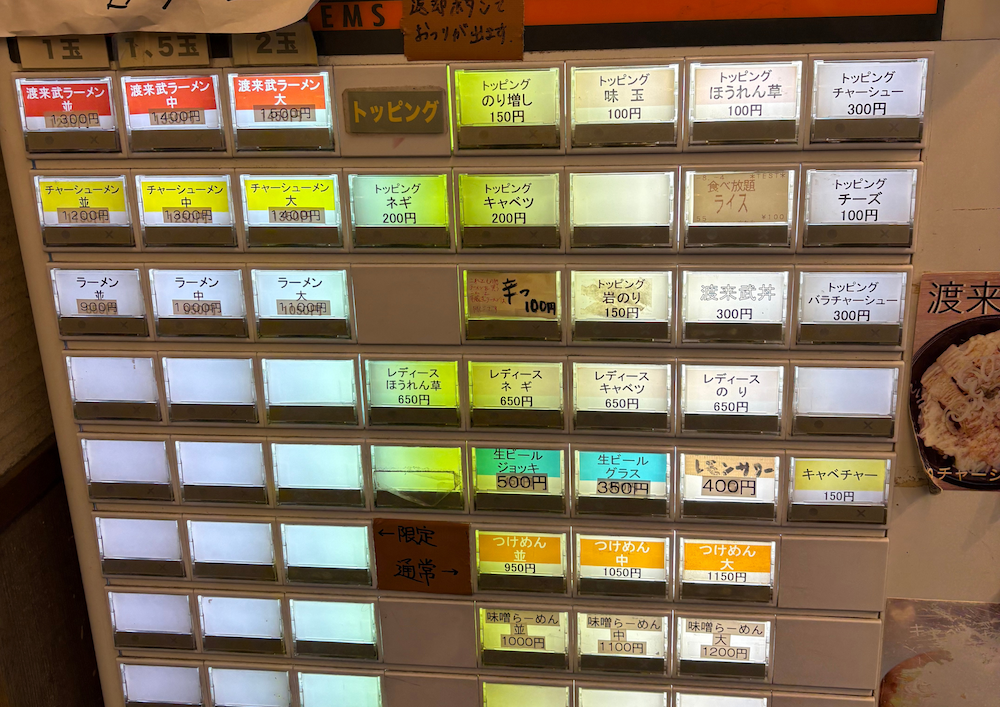 EMS
おつりが出ます.
1玉
1、5玉
2玉
渡来武ラーメン
並
1300円
渡来武ラーメン
中
1400円
渡来武ラーメン
大
1500円
トッピング
トッピング
のり増し
150円
トッピング
味 玉
100円
トッピング
ほうれん草
100円
トッピング
チャーシュー
300円
チャーシューメン
並
1200円
チャーシューメン
中
1300円
チャーシューメン
大
1400円
トッピング
ネギ
200円
トッピング
キャベツ
200円
食べ放題
ライス
¥100
トッピング
チーズ
100円
ラーメン
並
900円
ラーメン
中
1000円
ラーメン
大
1100円
辛っ
100円
トッピング
岩のり
150円
渡来武丼
300円
トッピング
バラチャーシュー
300円
渡来
レディース
ほうれん草
650円
レディース
ネギ
650円
レディース
キャベツ
650円
レディース
の り
650円
生ビール
ジョッキ
500円
生ビール
グラス
350円
レモンサワー
400円
キャベチャー
150円
チャーシ
←限定
通常→
つけめん
並
950円
つけめん
中
1050円
つけめん
大
1150円
味噌らーめん
並
1000円
味噌らーめん
中
1100円
味噌らーめん
大
1200円